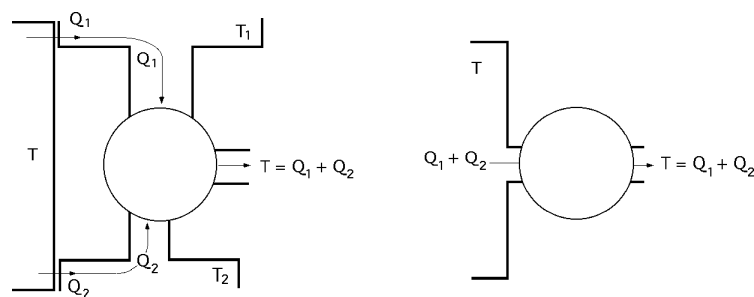 Q₁
T₁
Q₁
T
T = Q₁ + Q₂
Q₂
T₂
Q₂
T
Q₁ + Q₂
T = Q₁ + Q₂